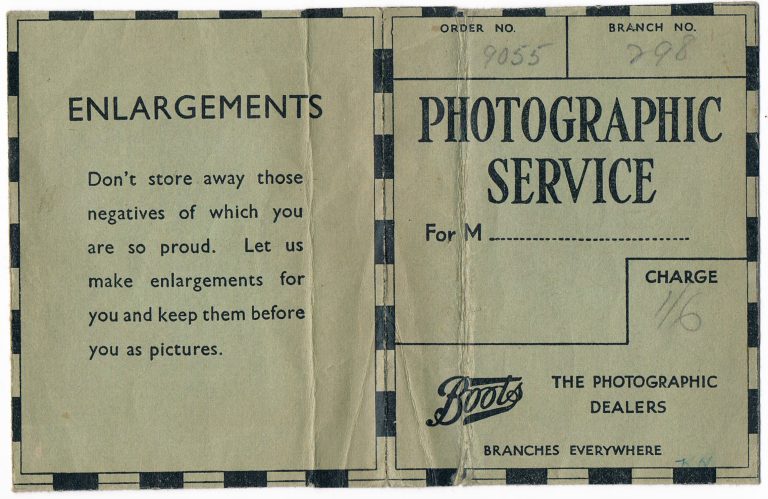 ENLARGEMENTS
Don't store away those
negatives of which you
are so proud. Let us
make enlargements for
you and keep them before
you as pictures.
ORDER NO.
9055
BRANCH NO.
298
PHOTOGRAPHIC
SERVICE
For M
CHARGE
1/6
Boots
THE PHOTOGRAPHIC
DEALERS
BRANCHES EVERYWHERE